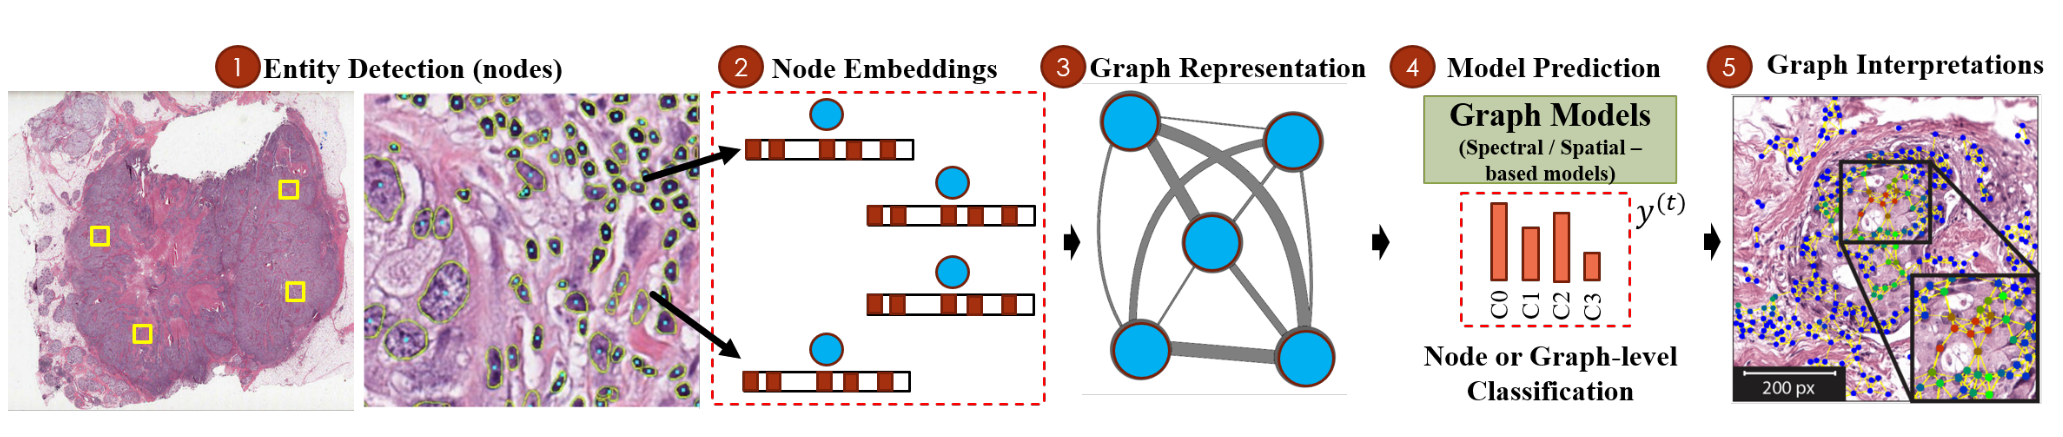 1 Entity Detection (nodes)
2 Node Embeddings
3 Graph Representation
4 Model Prediction
Graph Models
(Spectral / Spatial –
based models)
y(t)
C0 C1 C2 C3
Node or Graph-level
Classification
5 Graph Interpretations
200 px